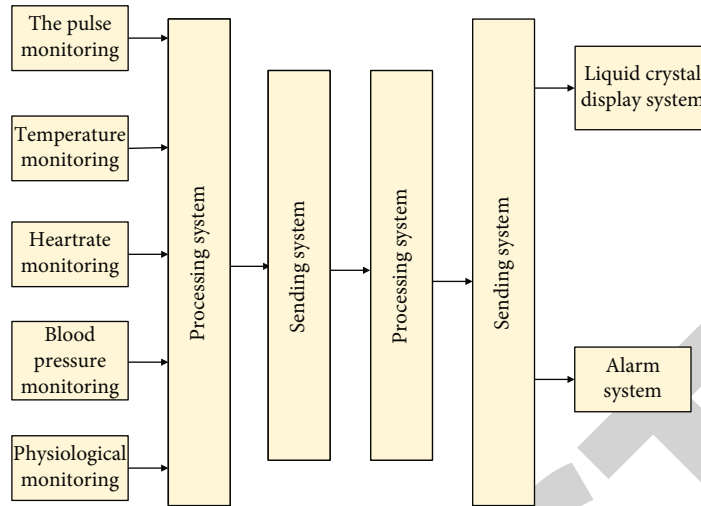 The pulse
monitoring
Temperature
monitoring
Heartrate
monitoring
Blood
pressure
monitoring
Physiological
monitoring
Processing system
Sending system
Processing system
Sending system
Liquid crystal
display system
Alarm
system